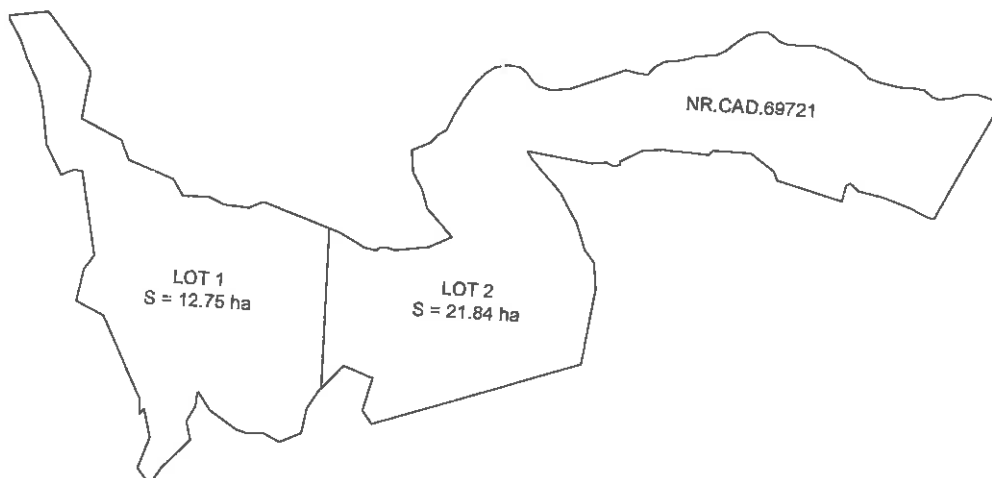 NR.CAD.69721
LOT 1
S = 12.75 ha
LOT 2
S = 21.84 ha